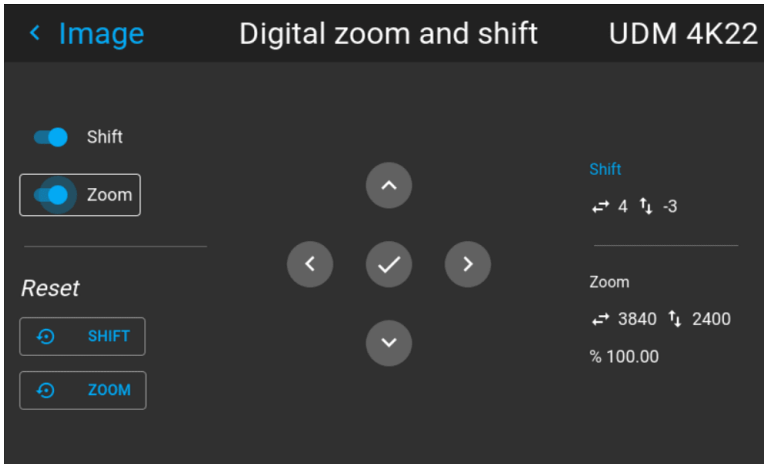 Image
Digital zoom and shift
UDM 4K22
Shift
Zoom
Reset
SHIFT
ZOOM
Shift
4 -3
Zoom
3840 2400
% 100.00